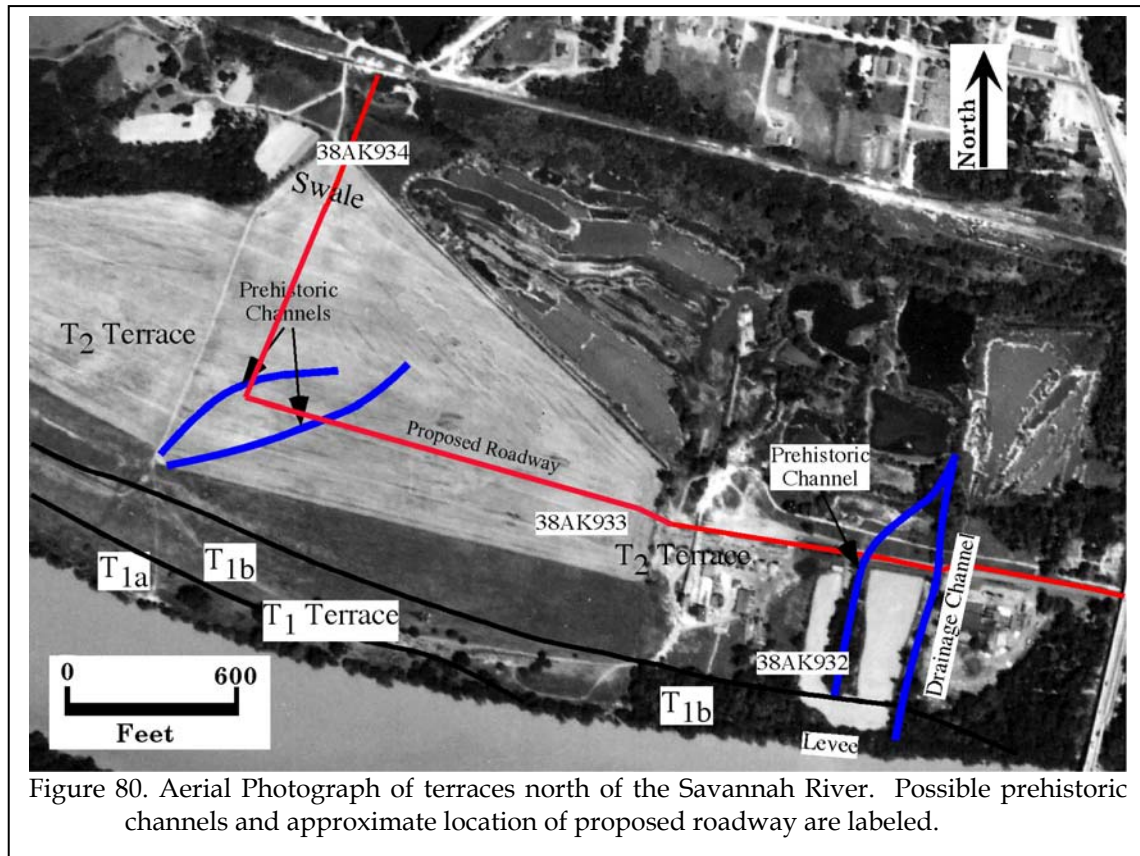 North
38AK934
Swale
Prehistoric
Channels
T2 Terrace
Proposed Roadway
Prehistoric
Channel
38AK933
T2 Terrace
T1a
T1b
T1 Terrace
Drainage Channel
38AK932
0 600
Feet
T1b
Levee
Figure 80. Aerial Photograph of terraces north of the Savannah River. Possible prehistoric
channels and approximate location of proposed roadway are labeled.